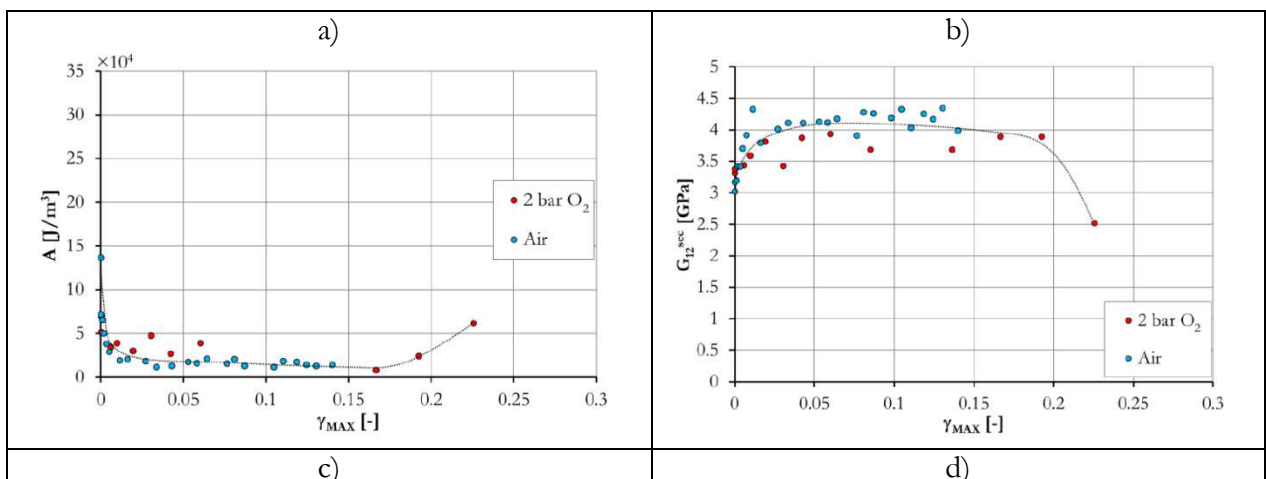 a)
×10⁴
35
30
25
20
15
10
5
0
A [J/m³]
2 bar O₂
Air
0 0.05 0.1 0.15 0.2 0.25 0.3
γMAX [-]
b)
5
4.5
4
3.5
3
2.5
2
1.5
1
0.5
0
G₁₂ˢᵉᶜ [GPa]
2 bar O₂
Air
0 0.05 0.1 0.15 0.2 0.25 0.3
γMAX [-]
c)
d)